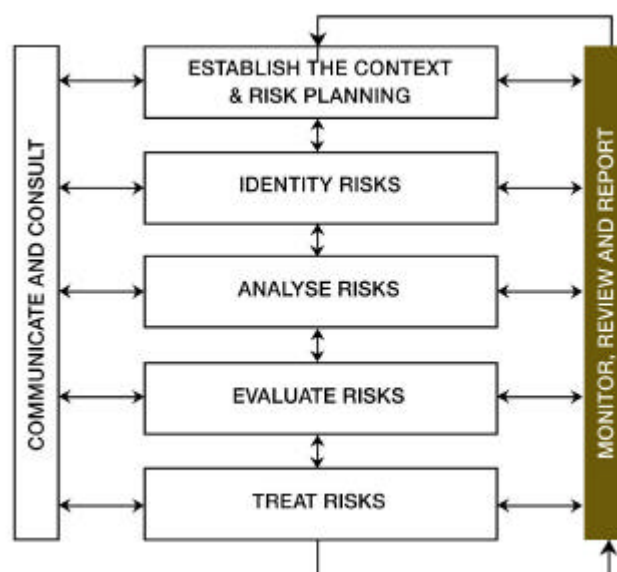 ESTABLISH THE CONTEXT
& RISK PLANNING
IDENTITY RISKS
ANALYSE RISKS
EVALUATE RISKS
TREAT RISKS
COMMUNICATE AND CONSULT
MONITOR, REVIEW AND REPORT